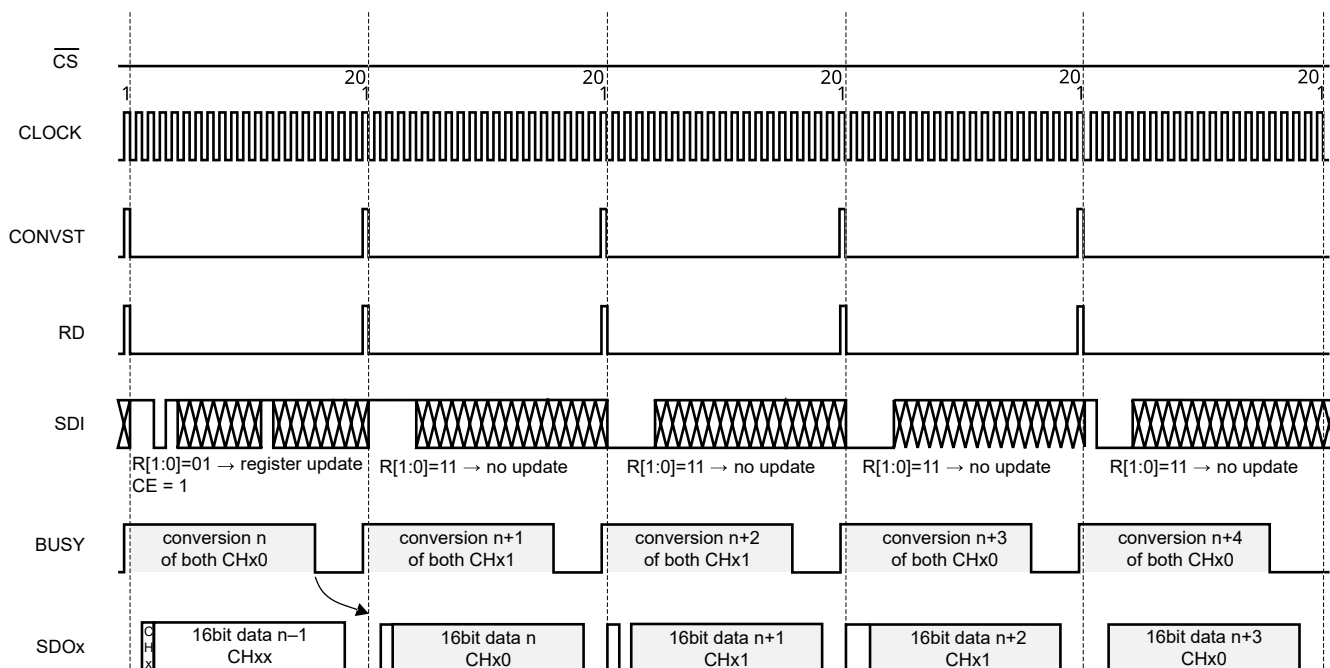 CS
20 20 20 20 20
1 1 1 1 1 1
CLOCK
CONVST
RD
SDI
R[1:0]=01 → register update
CE = 1
R[1:0]=11 → no update
R[1:0]=11 → no update
R[1:0]=11 → no update
R[1:0]=11 → no update
BUSY
conversion n
of both CHx0
conversion n+1
of both CHx1
conversion n+2
of both CHx1
conversion n+3
of both CHx0
conversion n+4
of both CHx0
SDOx
C
H
x
16bit data n–1
CHxx
16bit data n
CHx0
16bit data n+1
CHx1
16bit data n+2
CHx1
16bit data n+3
CHx0